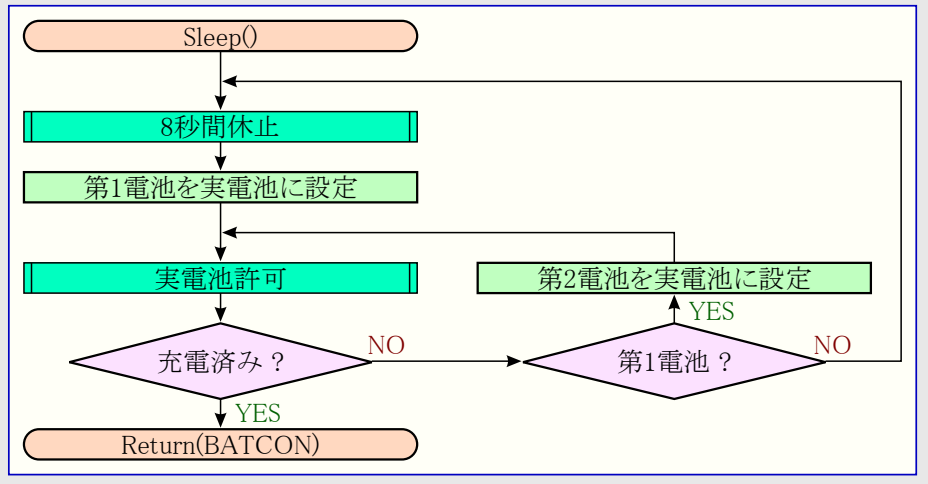 Sleep()
8秒間休止
第1電池を実電池に設定
実電池許可
第2電池を実電池に設定
YES
充電済み？
NO
第1電池？
NO
YES
Return(BATCON)